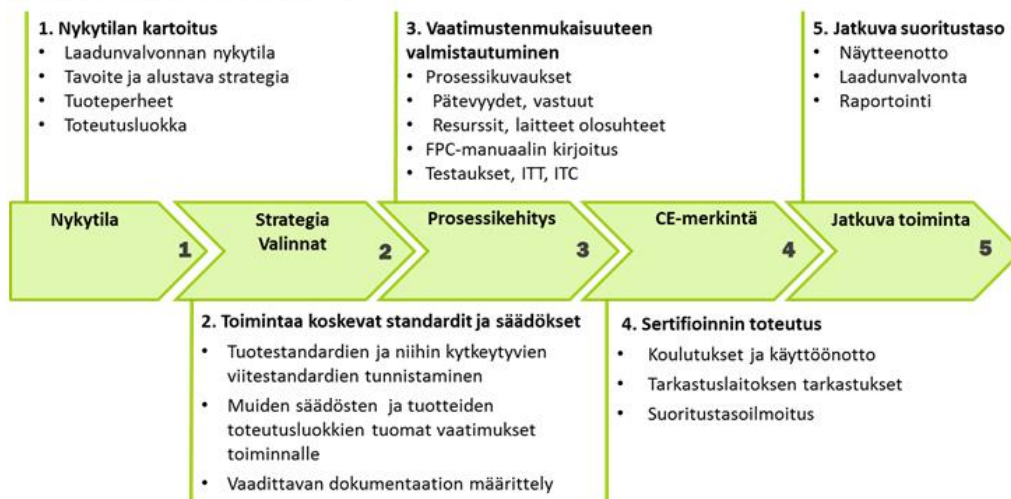 1. Nykytilan kartoitus
• Laadunvalvonnan nykytila
• Tavoite ja alustava strategia
• Tuoteperheet
• Toteutusluokka
3. Vaatimustenmukaisuuteen
valmistautuminen
• Prosessikuvaukset
• Pätevyydet, vastuut
• Resurssit, laitteet olosuhteet
• FPC-manuaalin kirjoitus
• Testaukset, ITT, ITC
5. Jatkuva suoritustaso
• Näytteenotto
• Laadunvalvonta
• Raportointi
Nykytila
1
Strategia
Valinnat
2
Prosessikehitys
3
CE-merkintä
4
Jatkuva toiminta
5
2. Toimintaa koskevat standardit ja säädökset
• Tuotestandardien ja niihin kytkeytyvien
viitestandardien tunnistaminen
• Muiden säädösten ja tuotteiden
toteutusluokkien tuomat vaatimukset
toiminnalle
• Vaadittavan dokumentaation määrittely
4. Sertifioinnin toteutus
• Koulutukset ja käyttöönotto
• Tarkastuslaitoksen tarkastukset
• Suoritustasoilmoitus